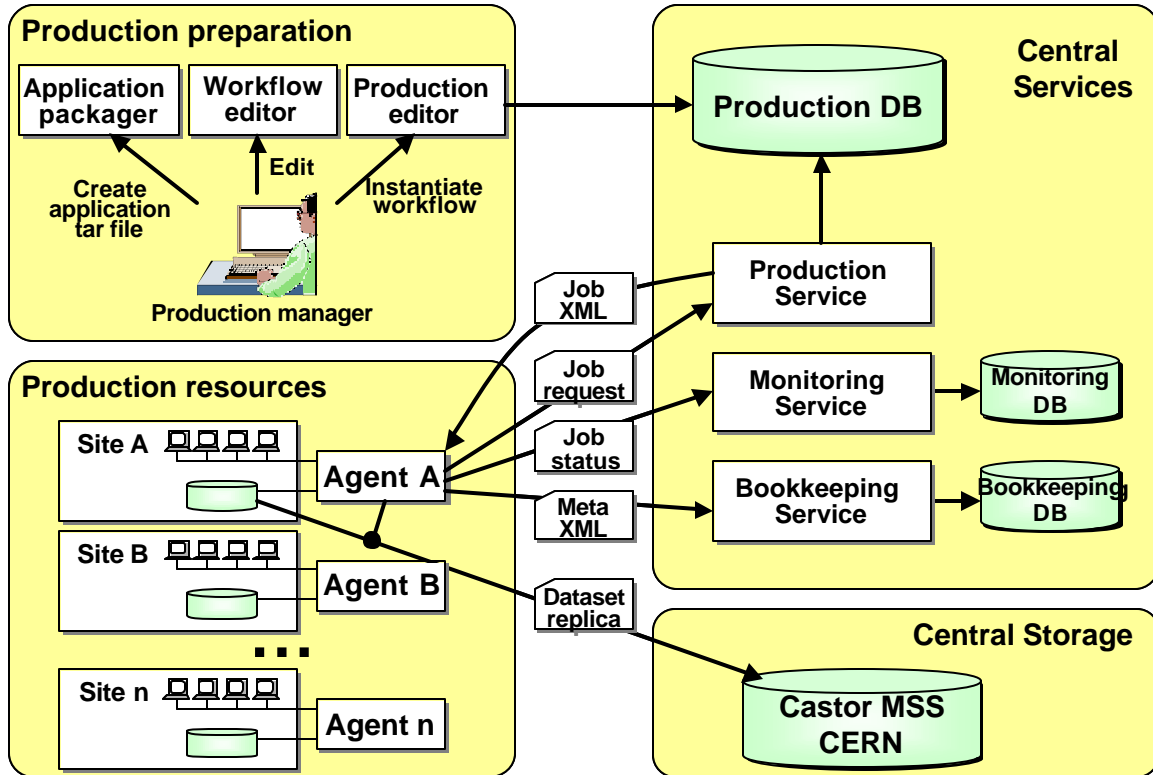 Production preparation
Application
packager
Workflow
editor
Production
editor
Create
application
tar file
Edit
Instantiate
workflow
Production manager
Central
Services
Production DB
Production
Service
Monitoring
Service
Monitoring
DB
Bookkeeping
Service
Bookkeeping
DB
Job
XML
Job
request
Job
status
Meta
XML
Dataset
replica
Production resources
Site A
Agent A
Site B
Agent B
...
Site n
Agent n
Central Storage
Castor MSS
CERN